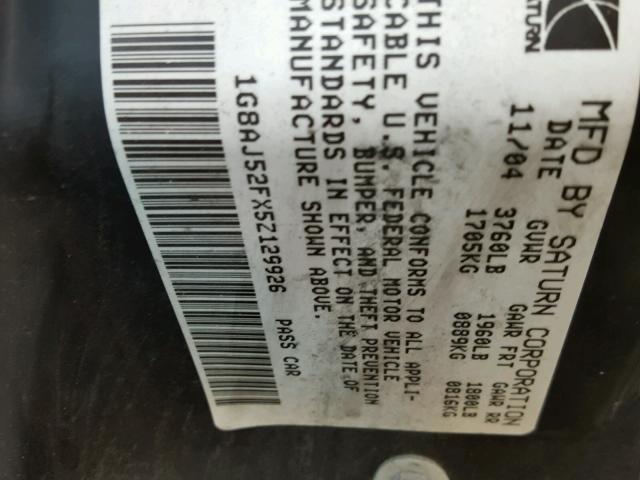 SATURN
MFD BY SATURN CORPORATION
DATE GVWR GAWR FRT GAWR RR
11/04 3760LB 1960LB 1800LB
1705KG 0889KG 0816KG
THIS VEHICLE CONFORMS TO ALL APPLI-
CABLE U.S. FEDERAL MOTOR VEHICLE
SAFETY, BUMPER, AND THEFT PREVENTION
STANDARDS IN EFFECT ON THE DATE OF
MANUFACTURE SHOWN ABOVE.
1G8AJ52FX5Z129926 PASS CAR